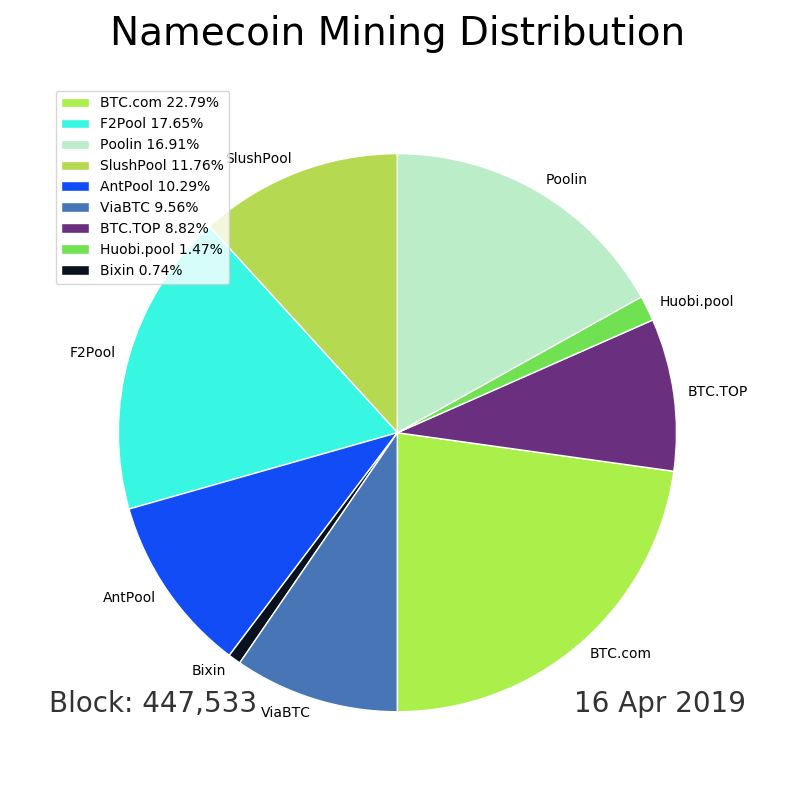 Namecoin Mining Distribution
BTC.com 22.79%
F2Pool 17.65%
Poolin 16.91%
SlushPool 11.76%
AntPool 10.29%
ViaBTC 9.56%
BTC.TOP 8.82%
Huobi.pool 1.47%
Bixin 0.74%
SlushPool
Poolin
Huobi.pool
F2Pool
BTC.TOP
AntPool
BTC.com
Bixin
Block: 447,533
16 Apr 2019
ViaBTC